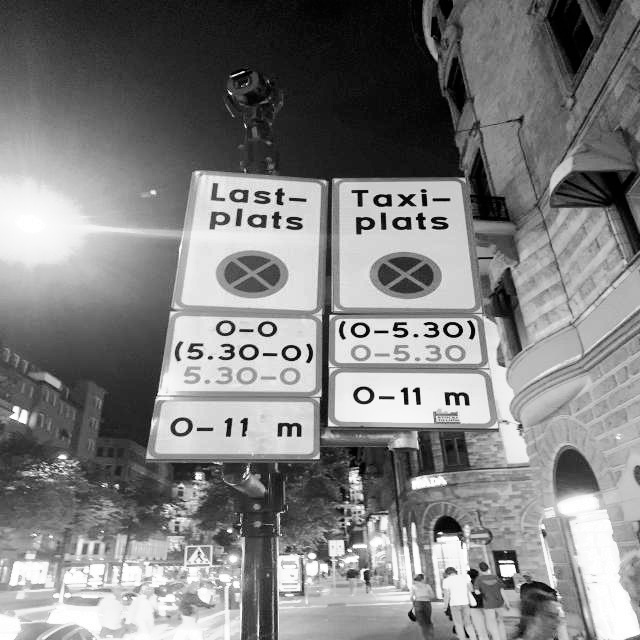 Last-
plats
0-0
(5.30-0)
5.30-0
0-11 m
Taxi-
plats
(0-5.30)
0-5.30
0-11 m